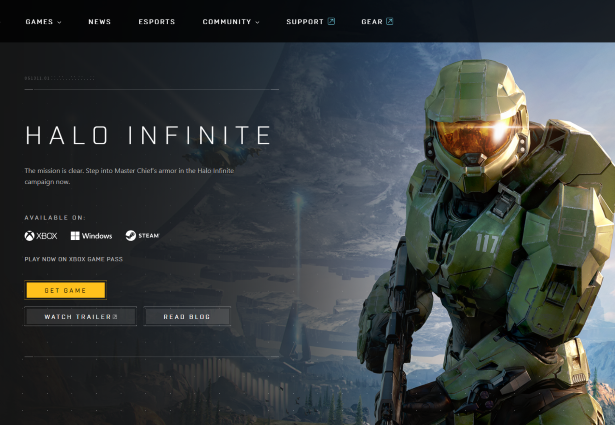 GAMES NEWS ESPORTS COMMUNITY SUPPORT GEAR
HALO INFINITE
The mission is clear. Step into Master Chief's armor in the Halo Infinite
campaign now.
AVAILABLE ON:
XBOX Windows STEAM
PLAY NOW ON XBOX GAME PASS
GET GAME
WATCH TRAILER READ BLOG
117